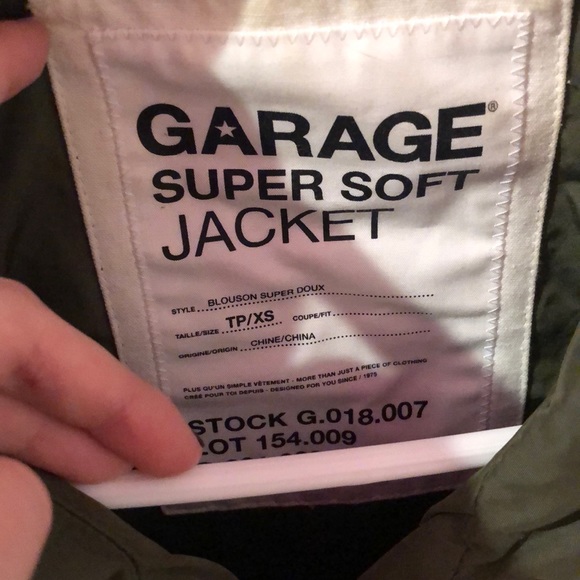 GARAGE®
SUPER SOFT
JACKET
STYLE BLOUSON SUPER DOUX
TAILLE/SIZE TP/XS COUPE/FIT
ORIGINE/ORIGIN CHINE/CHINA
PLUS QU'UN SIMPLE VÊTEMENT - MORE THAN JUST A PIECE OF CLOTHING
CRÉÉ POUR TOI DEPUIS - DESIGNED FOR YOU SINCE / 1975
STOCK G.018.007
LOT 154.009